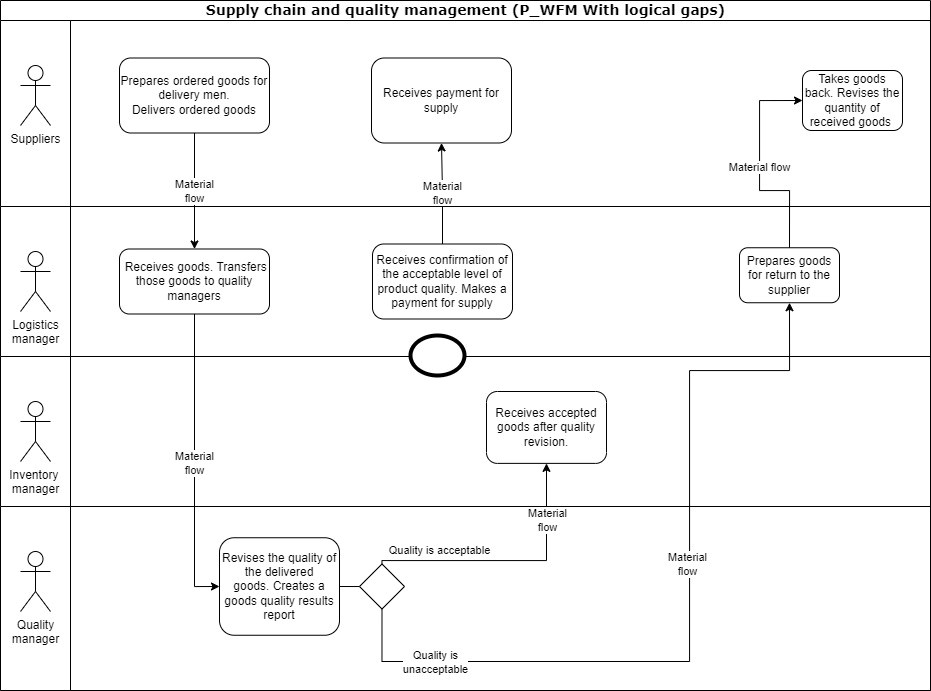 Supply chain and quality management (P_WFM With logical gaps)
Suppliers
Prepares ordered goods for
delivery men.
Delivers ordered goods
Receives payment for
supply
Takes goods
back. Revises the
quantity of
received goods
Material
flow
Material
flow
Material flow
Logistics
manager
Receives goods. Transfers
those goods to quality
managers
Receives confirmation of
the acceptable level of
product quality. Makes a
payment for supply
Prepares goods
for return to the
supplier
Inventory
manager
Material
flow
Receives accepted
goods after quality
revision.
Quality
manager
Revises the quality of
the delivered
goods. Creates a
goods quality results
report
Quality is acceptable
Material
flow
Material
flow
Quality is
unacceptable